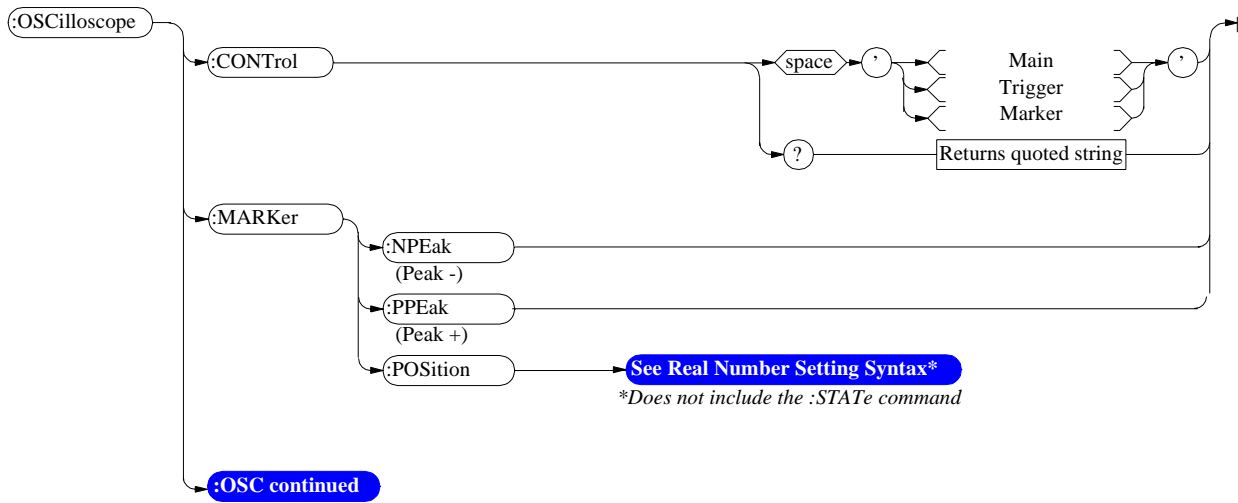 :OSCilloscope
:CONTrol
space
'
Main
Trigger
Marker
'
?
Returns quoted string
:MARKer
:NPEak
(Peak -)
:PPEak
(Peak +)
:POSition
See Real Number Setting Syntax*
*Does not include the :STATe command
:OSC continued